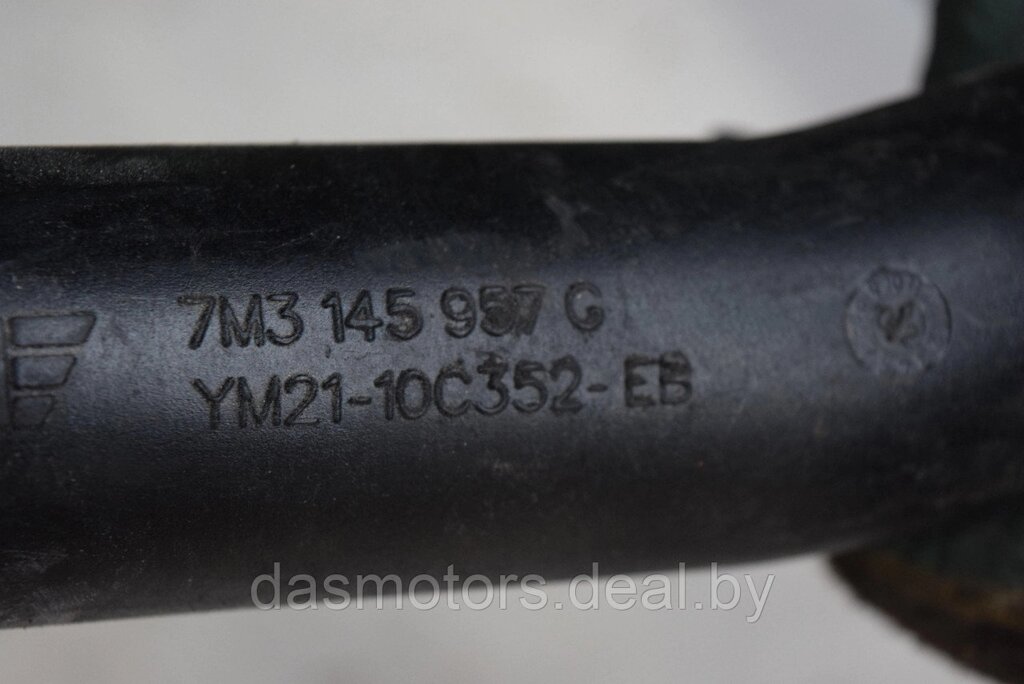 7M3 145 957 G
YM21-10C352-EB
dasmotors.deal.by